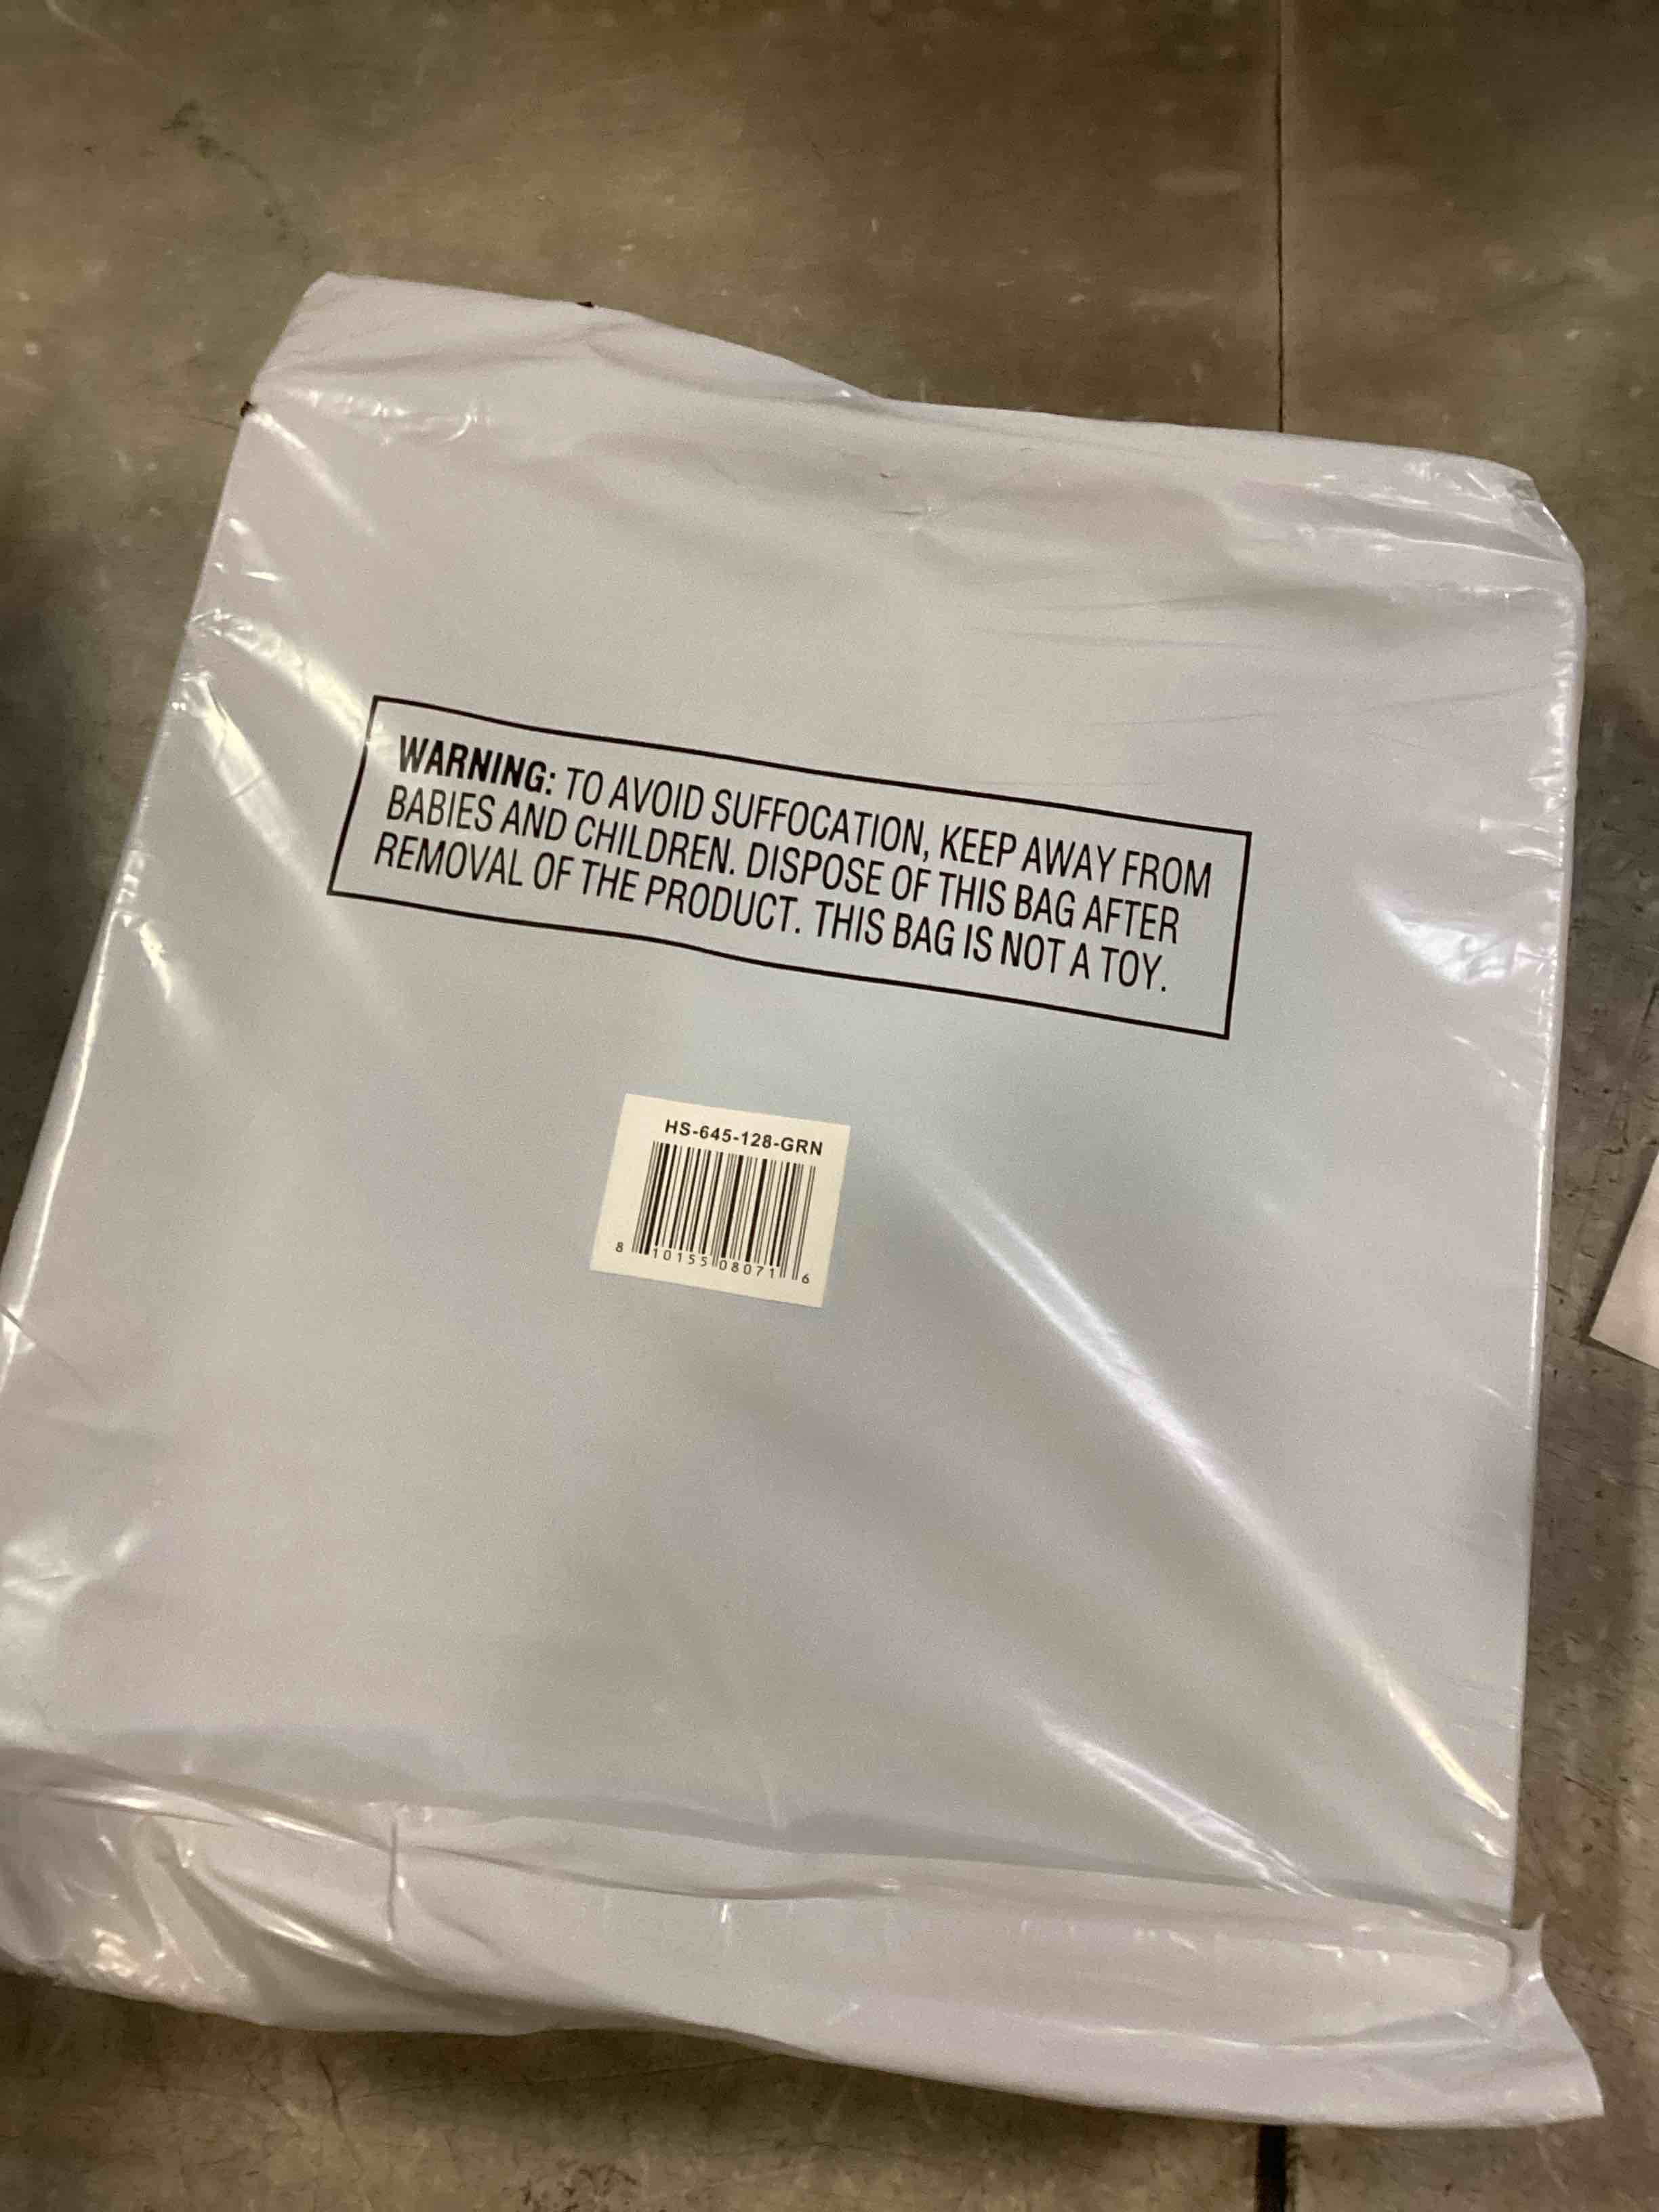 WARNING: TO AVOID SUFFOCATION, KEEP AWAY FROM
BABIES AND CHILDREN. DISPOSE OF THIS BAG AFTER
REMOVAL OF THE PRODUCT. THIS BAG IS NOT A TOY.
HS-645-128-GRN
8 10155 08071 6